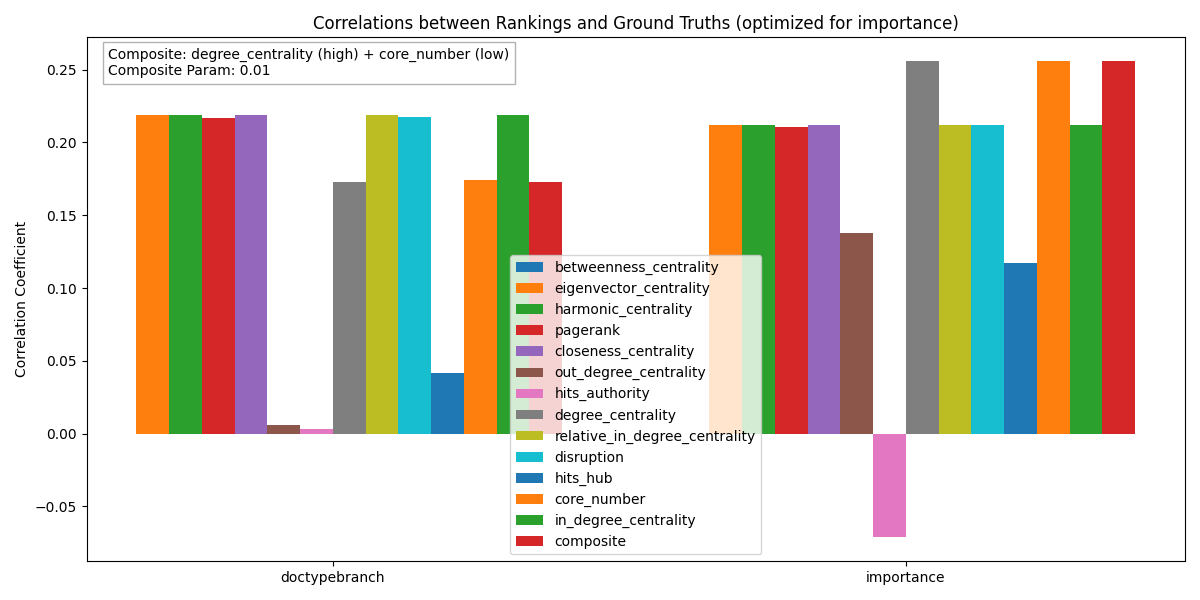 Correlations between Rankings and Ground Truths (optimized for importance)
Composite: degree_centrality (high) + core_number (low)
Composite Param: 0.01
Correlation Coefficient
0.25
0.20
0.15
0.10
0.05
0.00
−0.05
betweenness_centrality
eigenvector_centrality
harmonic_centrality
pagerank
closeness_centrality
out_degree_centrality
hits_authority
degree_centrality
relative_in_degree_centrality
disruption
hits_hub
core_number
in_degree_centrality
composite
doctypebranch
importance